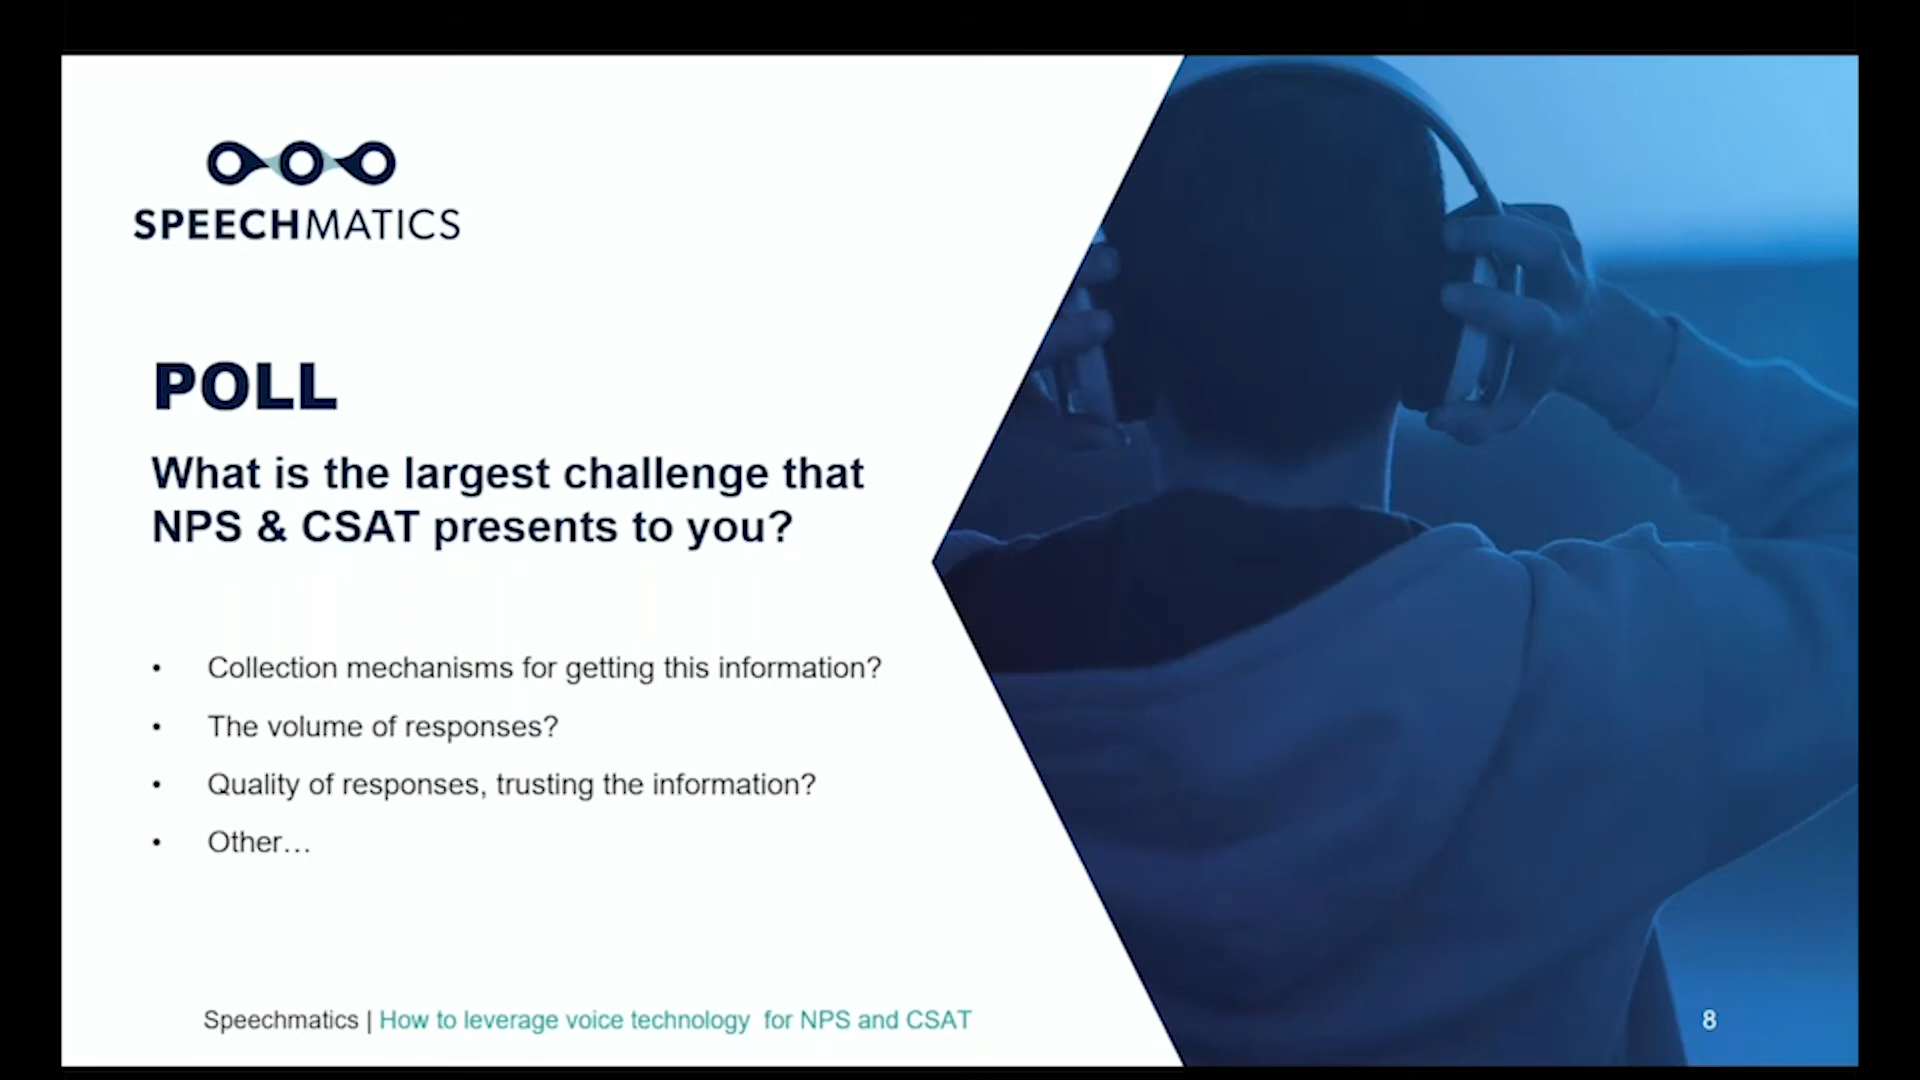 SPEECHMATICS
POLL
What is the largest challenge that
NPS & CSAT presents to you?
• Collection mechanisms for getting this information?
• The volume of responses?
• Quality of responses, trusting the information?
• Other…
Speechmatics | How to leverage voice technology  for NPS and CSAT
8